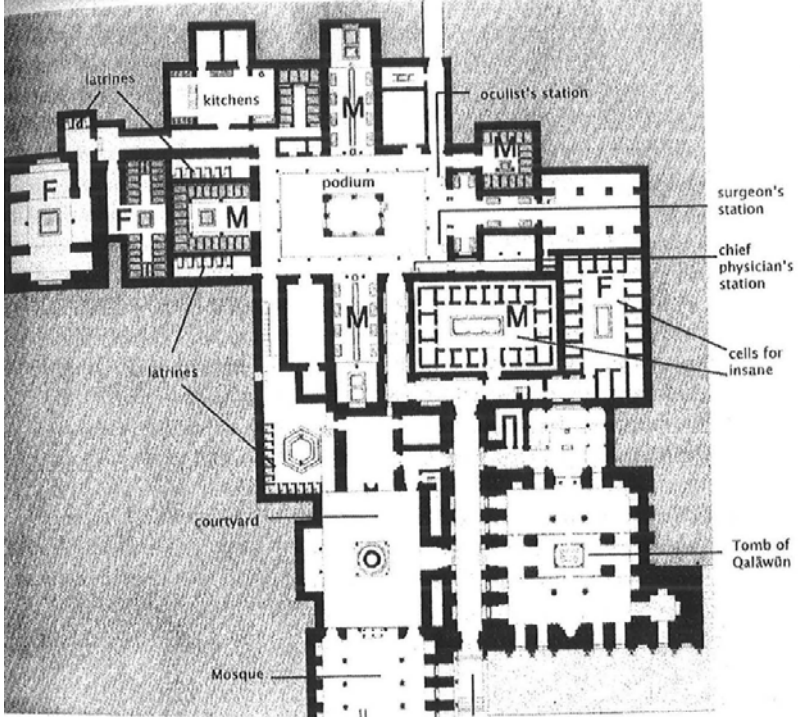 latrines
kitchens
M
oculist's station
M
F
F
M
podium
surgeon's
station
chief
physician's
station
M
M
F
cells for
insane
latrines
courtyard
Tomb of
Qalāwūn
Mosque